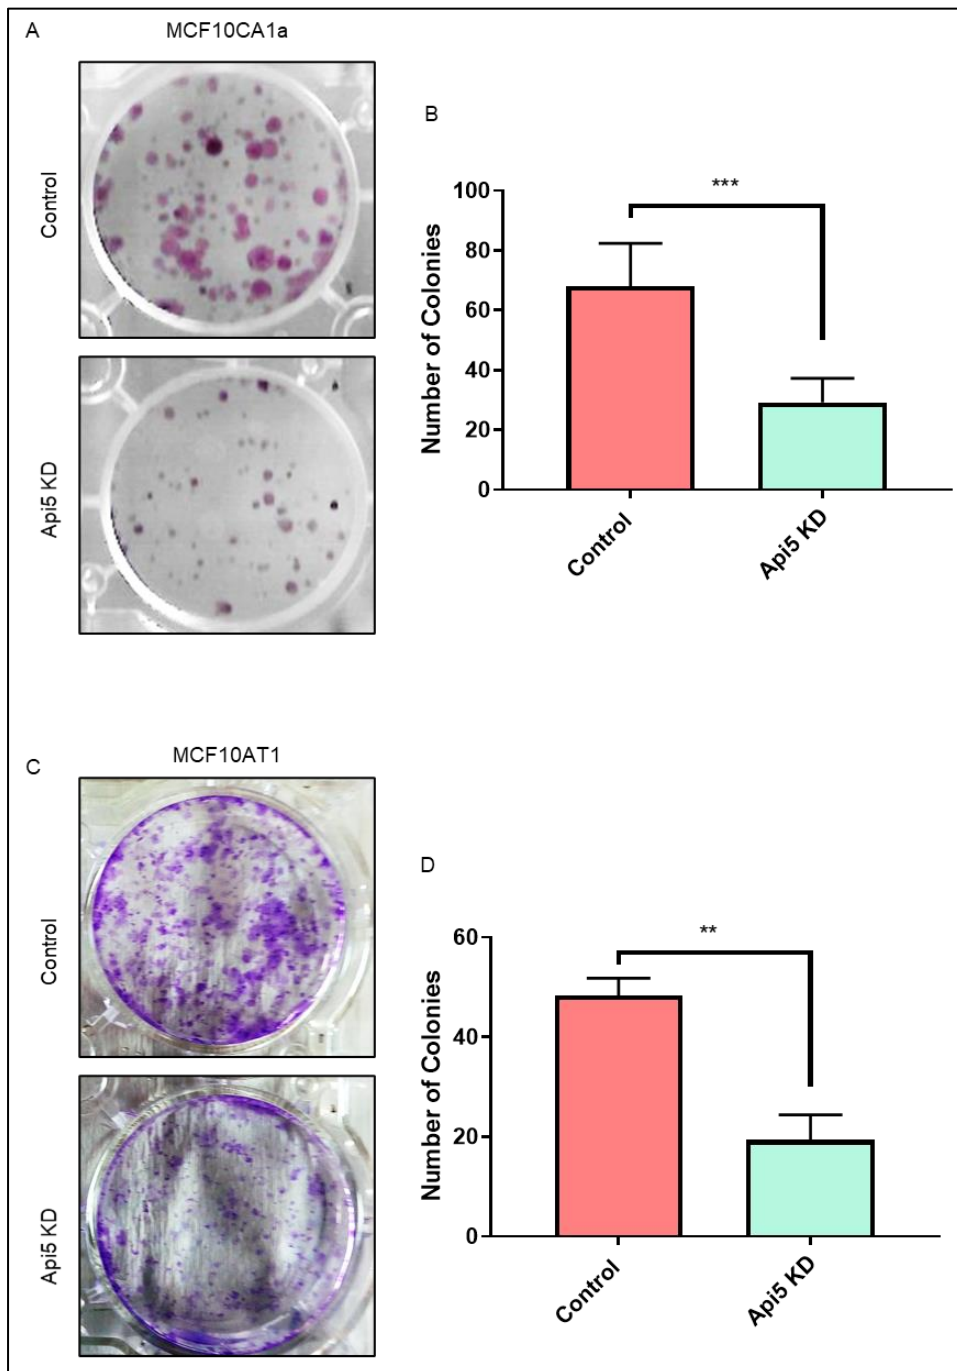 A
MCF10CA1a
Control
Api5 KD
B
***
Number of Colonies
100
80
60
40
20
0
Control
Api5 KD
C
MCF10AT1
Control
Api5 KD
D
**
Number of Colonies
60
40
20
0
Control
Api5 KD